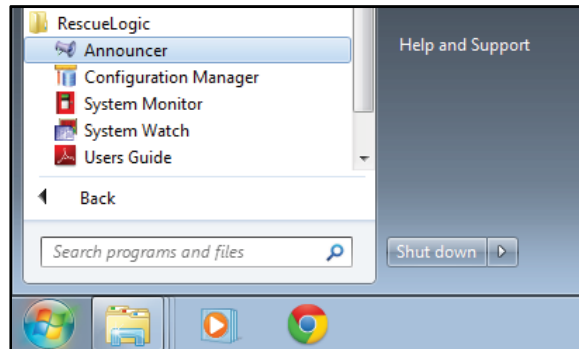 RescueLogic
Announcer
Configuration Manager
System Monitor
System Watch
Users Guide
Back
Search programs and files
Help and Support
Shut down